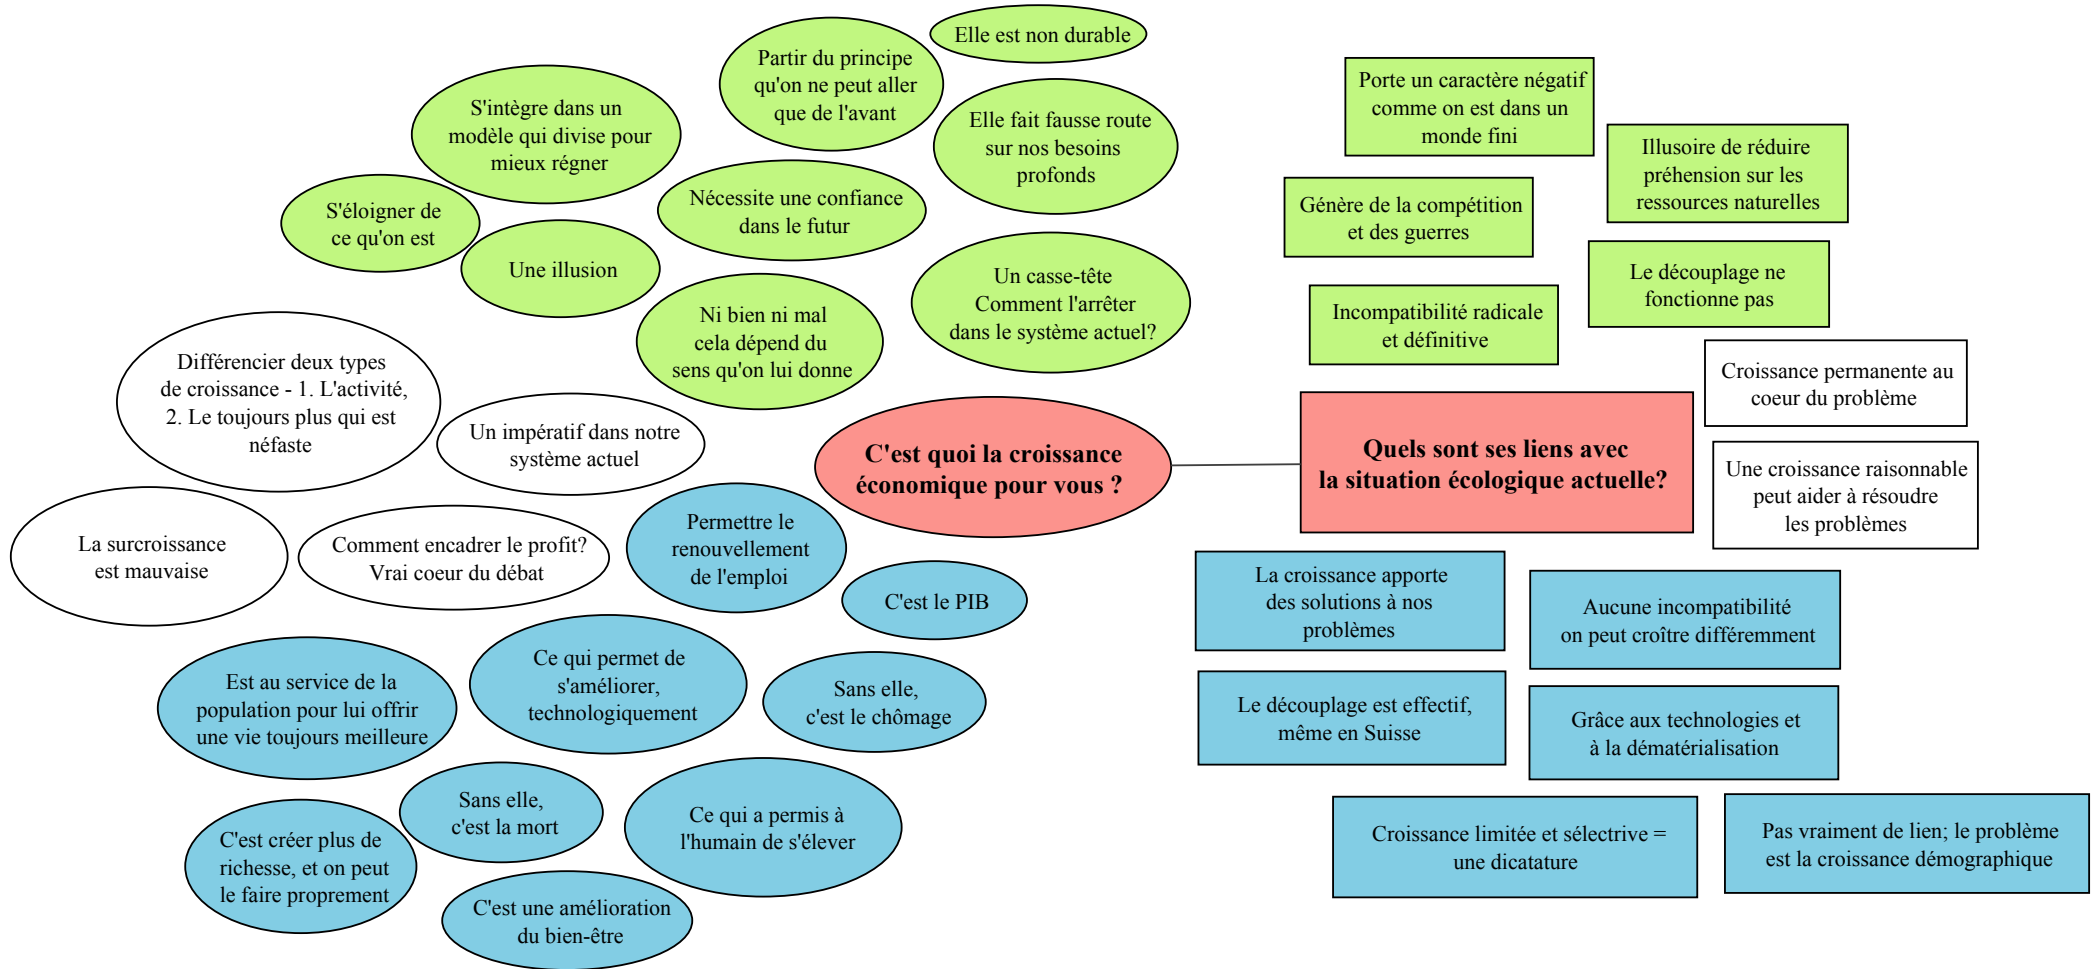 Elle est non durable
Partir du principe
qu'on ne peut aller
que de l'avant
S'intègre dans un
modèle qui divise pour
mieux régner
Elle fait fausse route
sur nos besoins
profonds
Nécessite une confiance
dans le futur
S'éloigner de
ce qu'on est
Une illusion
Un casse-tête
Comment l'arrêter
dans le système actuel?
Ni bien ni mal
cela dépend du
sens qu'on lui donne
Différencier deux types
de croissance - 1. L'activité,
2. Le toujours plus qui est
néfaste
Un impératif dans notre
système actuel
La surcroissance
est mauvaise
Comment encadrer le profit?
Vrai coeur du débat
C'est quoi la croissance
économique pour vous ?
Permettre le
renouvellement
de l'emploi
C'est le PIB
Ce qui permet de
s'améliorer,
technologiquement
Est au service de la
population pour lui offrir
une vie toujours meilleure
Sans elle,
c'est le chômage
Sans elle,
c'est la mort
Ce qui a permis à
l'humain de s'élever
C'est créer plus de
richesse, et on peut
le faire proprement
C'est une amélioration
du bien-être
Porte un caractère négatif
comme on est dans un
monde fini
Illusoire de réduire
préhension sur les
ressources naturelles
Génère de la compétition
et des guerres
Le découplage ne
fonctionne pas
Incompatibilité radicale
et définitive
Croissance permanente au
coeur du problème
Quels sont ses liens avec
la situation écologique actuelle?
Une croissance raisonnable
peut aider à résoudre
les problèmes
La croissance apporte
des solutions à nos
problèmes
Aucune incompatibilité
on peut croître différemment
Le découplage est effectif,
même en Suisse
Grâce aux technologies et
à la dématérialisation
Croissance limitée et sélectrive =
une dicatature
Pas vraiment de lien; le problème
est la croissance démographique